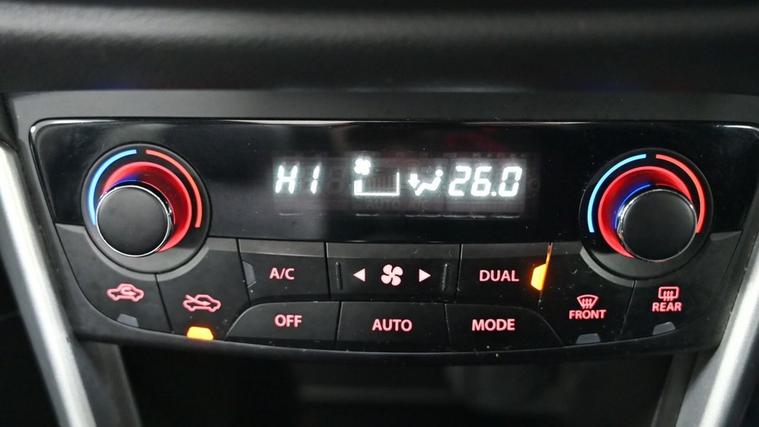 HI 26.0
A/C DUAL
OFF AUTO MODE FRONT REAR